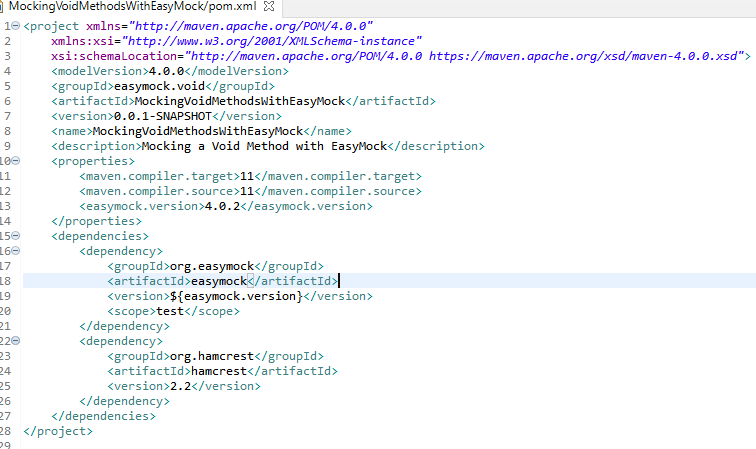 MockingVoidMethodsWithEasyMock/pom.xml
1 <project xmlns="http://maven.apache.org/POM/4.0.0"
2 xmlns:xsi="http://www.w3.org/2001/XMLSchema-instance"
3 xsi:schemaLocation="http://maven.apache.org/POM/4.0.0 https://maven.apache.org/xsd/maven-4.0.0.xsd">
4 <modelVersion>4.0.0</modelVersion>
5 <groupId>easymock.void</groupId>
6 <artifactId>MockingVoidMethodsWithEasyMock</artifactId>
7 <version>0.0.1-SNAPSHOT</version>
8 <name>MockingVoidMethodsWithEasyMock</name>
9 <description>Mocking a Void Method with EasyMock</description>
10 <properties>
11 <maven.compiler.target>11</maven.compiler.target>
12 <maven.compiler.source>11</maven.compiler.source>
13 <easymock.version>4.0.2</easymock.version>
14 </properties>
15 <dependencies>
16 <dependency>
17 <groupId>org.easymock</groupId>
18 <artifactId>easymock</artifactId>
19 <version>${easymock.version}</version>
20 <scope>test</scope>
21 </dependency>
22 <dependency>
23 <groupId>org.hamcrest</groupId>
24 <artifactId>hamcrest</artifactId>
25 <version>2.2</version>
26 </dependency>
27 </dependencies>
28 </project>
29